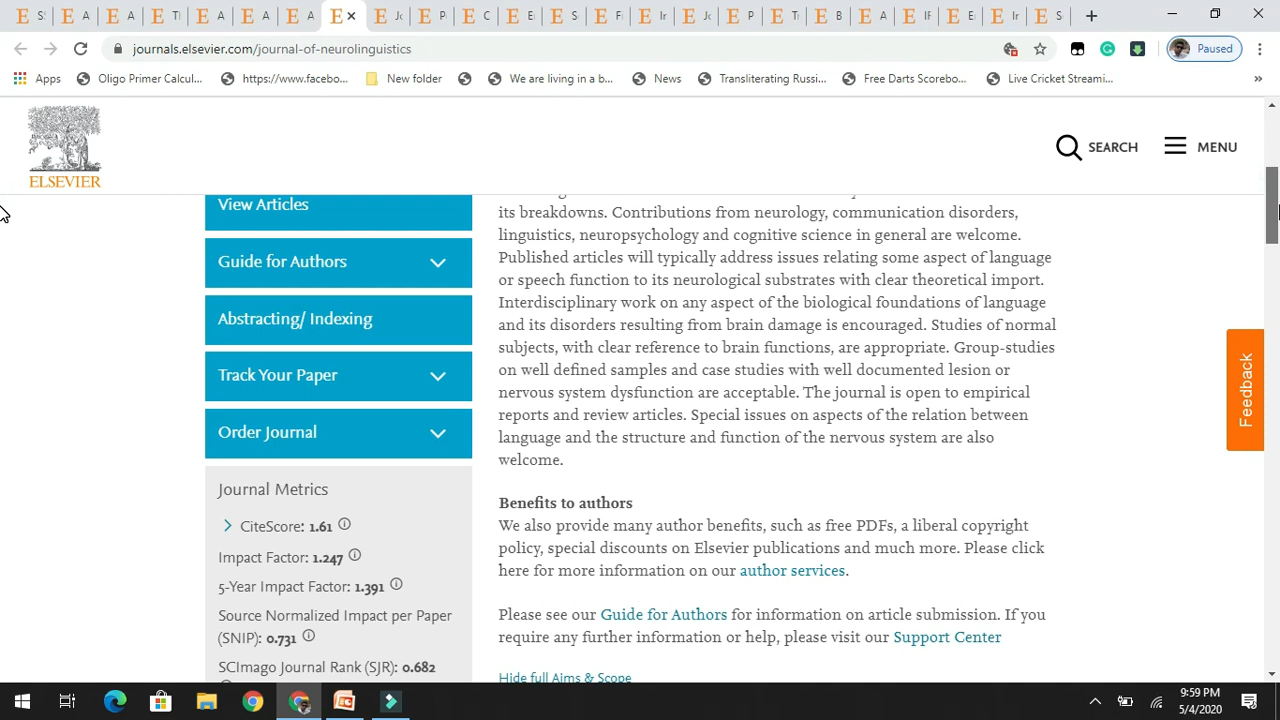 S
A
A
Tl
A
A
A
E
Jc
P
C
E
S
F
Ir
Jc
P
T
B
A
IF
E
Ir
S
journals.elsevier.com/journal-of-neurolinguistics
Paused
Apps
Oligo Primer Calcul...
https://www.facebo...
New folder
We are living in a b...
News
Transliterating Russi...
Free Darts Scorebo...
Live Cricket Streami...
»
ELSEVIER
SEARCH
MENU
View Articles
Guide for Authors
Abstracting/ Indexing
Track Your Paper
Order Journal
Journal Metrics
CiteScore: 1.61
Impact Factor: 1.247
5-Year Impact Factor: 1.391
Source Normalized Impact per Paper
(SNIP): 0.731
SCImago Journal Rank (SJR): 0.682
its breakdowns. Contributions from neurology, communication disorders,
linguistics, neuropsychology and cognitive science in general are welcome.
Published articles will typically address issues relating some aspect of language
or speech function to its neurological substrates with clear theoretical import.
Interdisciplinary work on any aspect of the biological foundations of language
and its disorders resulting from brain damage is encouraged. Studies of normal
subjects, with clear reference to brain functions, are appropriate. Group-studies
on well defined samples and case studies with well documented lesion or
nervous system dysfunction are acceptable. The journal is open to empirical
reports and review articles. Special issues on aspects of the relation between
language and the structure and function of the nervous system are also
welcome.
Benefits to authors
We also provide many author benefits, such as free PDFs, a liberal copyright
policy, special discounts on Elsevier publications and much more. Please click
here for more information on our author services.
Please see our Guide for Authors for information on article submission. If you
require any further information or help, please visit our Support Center
Hide full Aims & Scope
Feedback
9:59 PM
5/4/2020